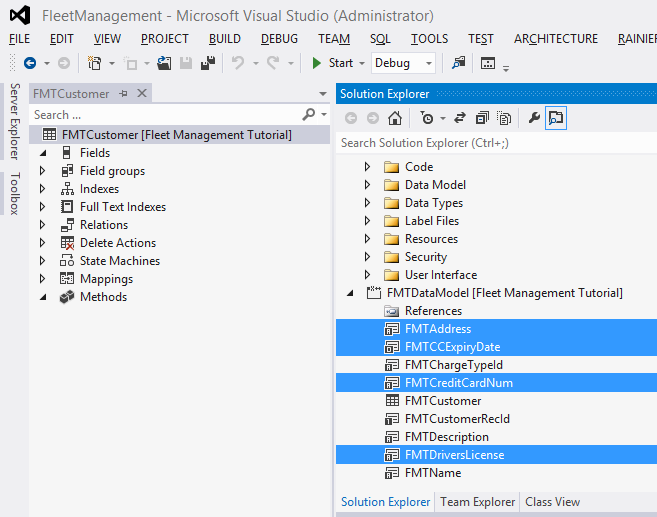 FleetManagement - Microsoft Visual Studio (Administrator)
FILE EDIT VIEW PROJECT BUILD DEBUG TEAM SQL TOOLS TEST ARCHITECTURE RAINIER
Start Debug
Server Explorer
Toolbox
FMTCustomer
Search ...
FMTCustomer [Fleet Management Tutorial]
Fields
Field groups
Indexes
Full Text Indexes
Relations
Delete Actions
State Machines
Mappings
Methods
Solution Explorer
Search Solution Explorer (Ctrl+;)
Code
Data Model
Data Types
Label Files
Resources
Security
User Interface
FMTDataModel [Fleet Management Tutorial]
References
FMTAddress
FMTCCExpiryDate
FMTChargeTypeId
FMTCreditCardNum
FMTCustomer
FMTCustomerRecId
FMTDescription
FMTDriversLicense
FMTName
Solution Explorer Team Explorer Class View